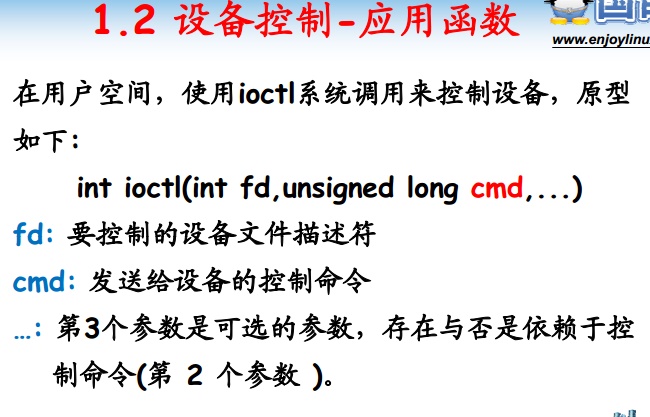 1.2 设备控制-应用函数
www.enjoylinu
在用户空间，使用ioctl系统调用来控制设备，原型
如下：
int ioctl(int fd,unsigned long cmd,...)
fd: 要控制的设备文件描述符
cmd: 发送给设备的控制命令
…: 第3个参数是可选的参数，存在与否是依赖于控
制命令(第 2 个参数 )。